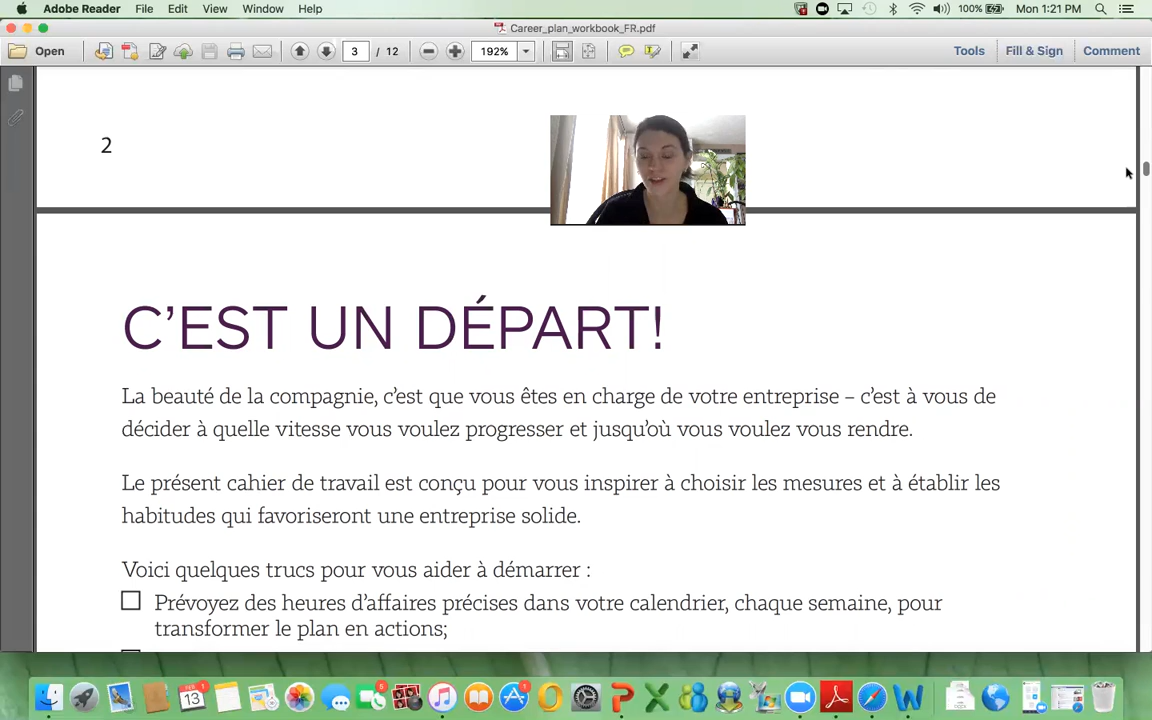 Adobe Reader File Edit View Window Help 100% Mon 1:21 PM
Career_plan_workbook_FR.pdf
Open 3 / 12 192% Tools Fill & Sign Comment
2
C'EST UN DÉPART!
La beauté de la compagnie, c'est que vous êtes en charge de votre entreprise – c'est à vous de
décider à quelle vitesse vous voulez progresser et jusqu'où vous voulez vous rendre.
Le présent cahier de travail est conçu pour vous inspirer à choisir les mesures et à établir les
habitudes qui favoriseront une entreprise solide.
Voici quelques trucs pour vous aider à démarrer :
Prévoyez des heures d'affaires précises dans votre calendrier, chaque semaine, pour
transformer le plan en actions;
FEB 1
13
5
1